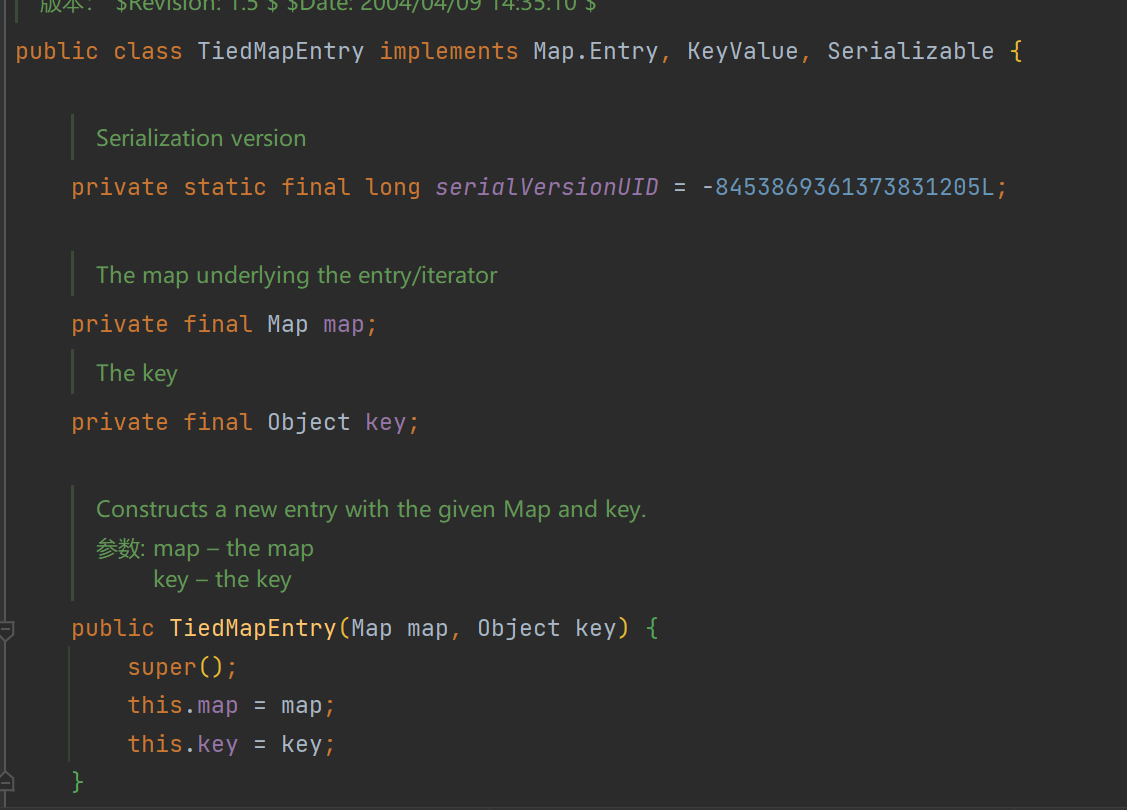 版本: $Revision: 1.5 $ $Date: 2004/04/09 14:35:10 $
public class TiedMapEntry implements Map.Entry, KeyValue, Serializable {
Serialization version
private static final long serialVersionUID = -8453869361373831205L;
The map underlying the entry/iterator
private final Map map;
The key
private final Object key;
Constructs a new entry with the given Map and key.
参数: map – the map
key – the key
public TiedMapEntry(Map map, Object key) {
super();
this.map = map;
this.key = key;
}